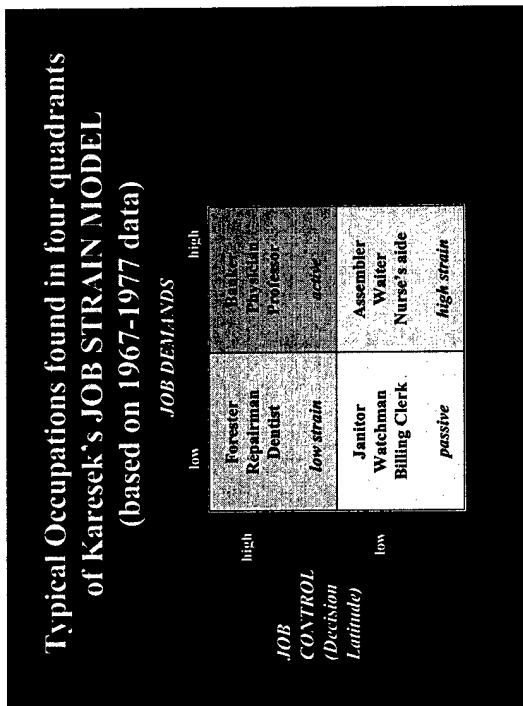 Typical Occupations found in four quadrants
of Karesek's JOB STRAIN MODEL
(based on 1967-1977 data)
JOB DEMANDS
low
high
high
Forester
Repairman
Dentist
low strain
Banker
Physician
Professor
active
JOB
CONTROL
(Decision
Latitude)
low
Janitor
Watchman
Billing Clerk
passive
Assembler
Waiter
Nurse's aide
high strain